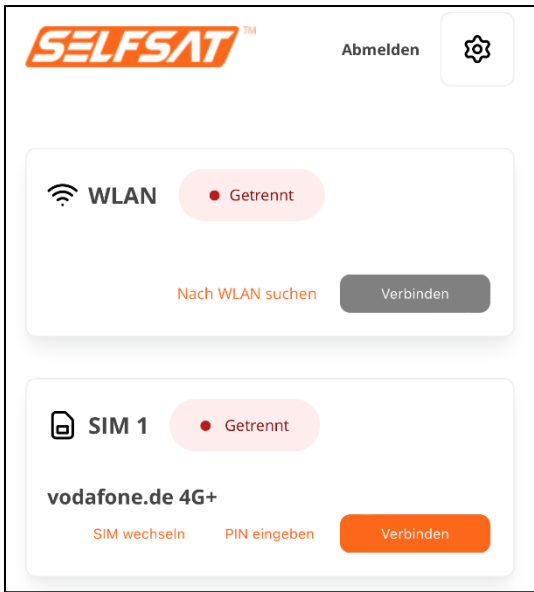 SELFSAT™
Abmelden
WLAN
Getrennt
Nach WLAN suchen
Verbinden
SIM 1
Getrennt
vodafone.de 4G+
SIM wechseln
PIN eingeben
Verbinden